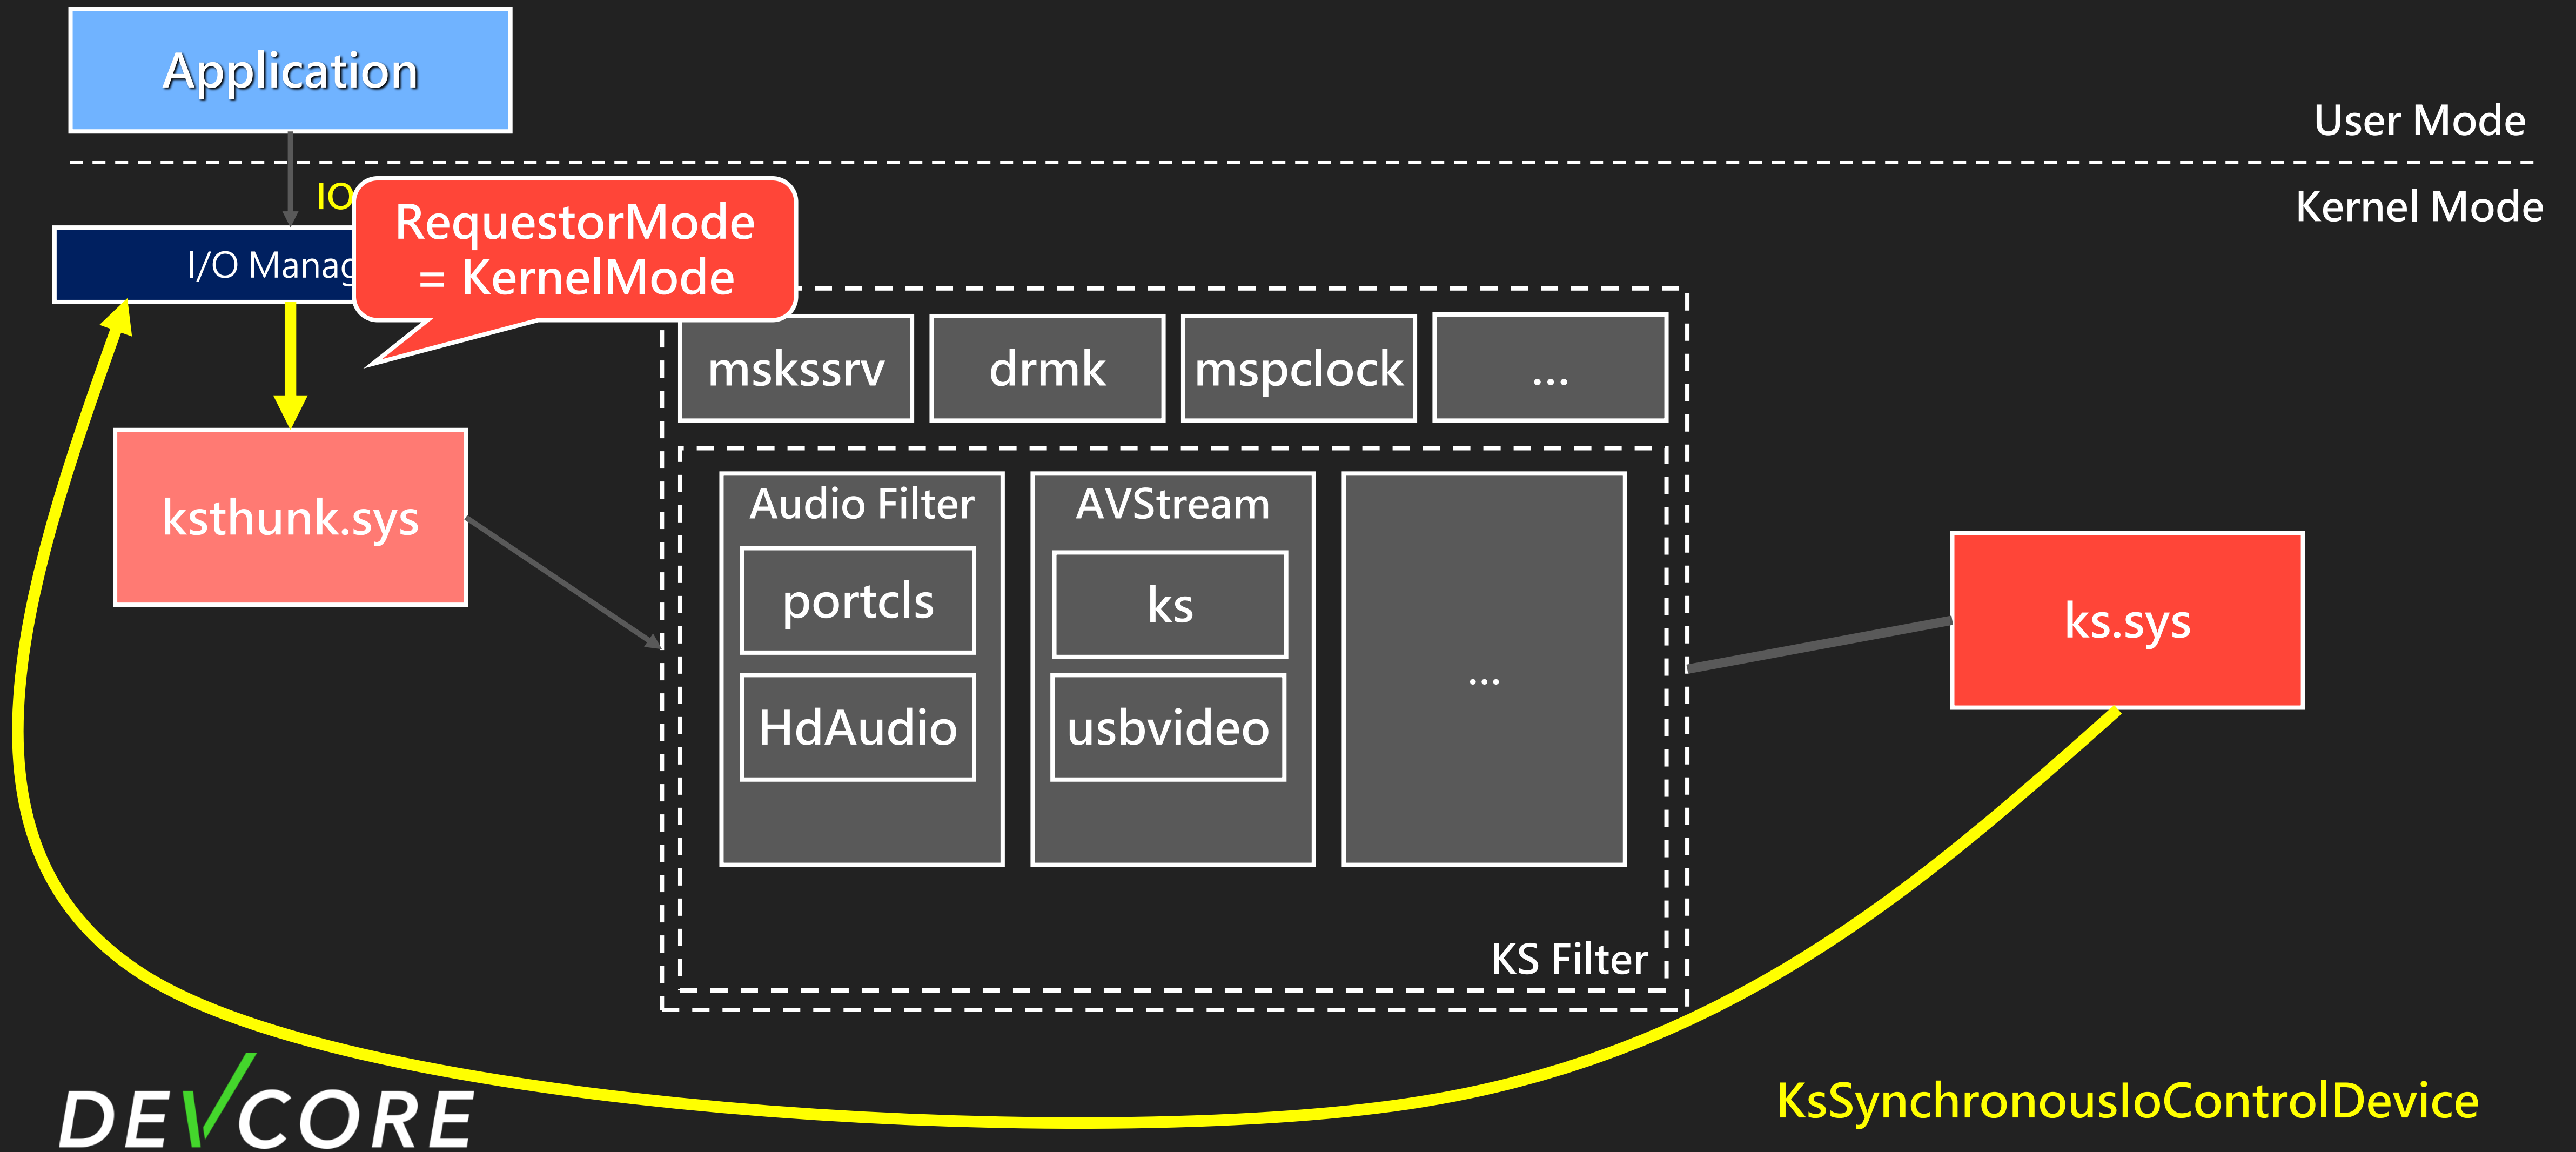 Application
User Mode
IO
Kernel Mode
RequestorMode
= KernelMode
I/O Manag
mskssrv
drmk
mspclock
...
ksthunk.sys
Audio Filter
portcls
HdAudio
AVStream
ks
usbvideo
...
ks.sys
KS Filter
DEVCORE
KsSynchronousIoControlDevice